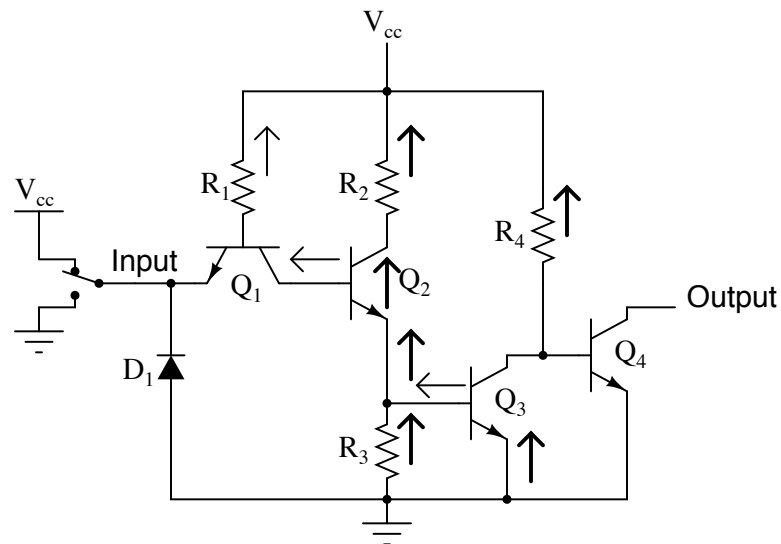 Vcc
R1
R2
Vcc
R4
Input
Q1
Q2
Output
D1
Q3
Q4
R3